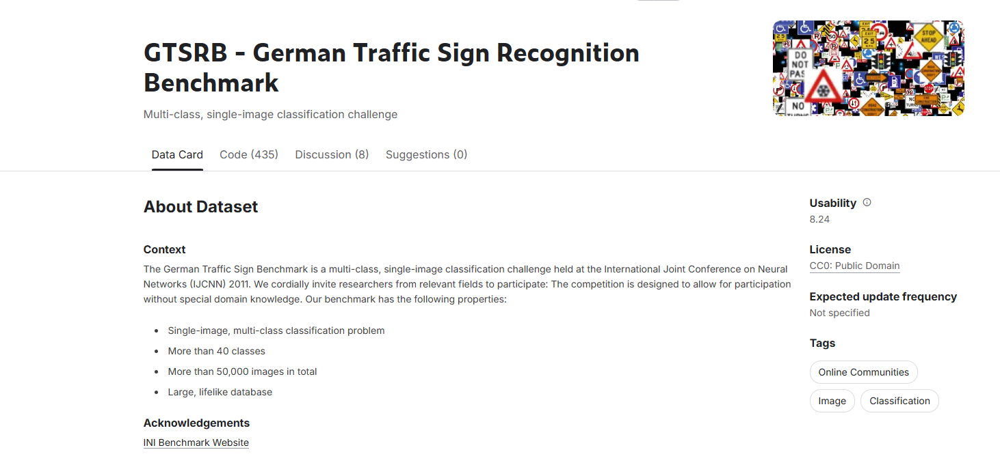 GTSRB - German Traffic Sign Recognition
Benchmark
Multi-class, single-image classification challenge
EXIT
25
50
STOP
AHEAD
DO
NOT
PAS
NO
STOP
Data Card
Code (435)
Discussion (8)
Suggestions (0)
About Dataset
Context
The German Traffic Sign Benchmark is a multi-class, single-image classification challenge held at the International Joint Conference on Neural
Networks (IJCNN) 2011. We cordially invite researchers from relevant fields to participate: The competition is designed to allow for participation
without special domain knowledge. Our benchmark has the following properties:
• Single-image, multi-class classification problem
• More than 40 classes
• More than 50,000 images in total
• Large, lifelike database
Acknowledgements
INI Benchmark Website
Usability
8.24
License
CC0: Public Domain
Expected update frequency
Not specified
Tags
Online Communities
Image
Classification